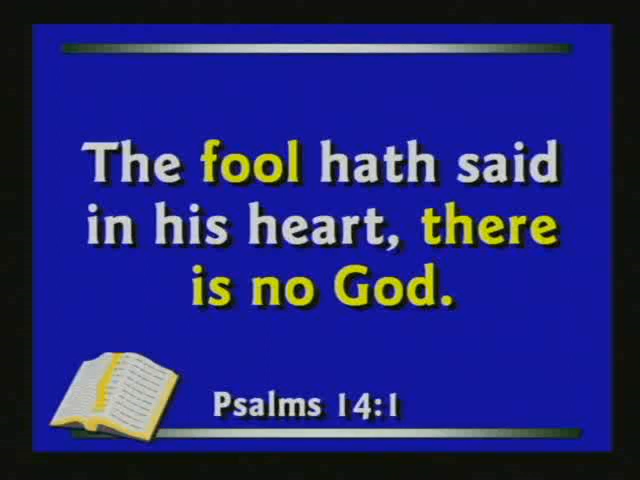 The fool hath said
in his heart, there
is no God.
Psalms 14:1